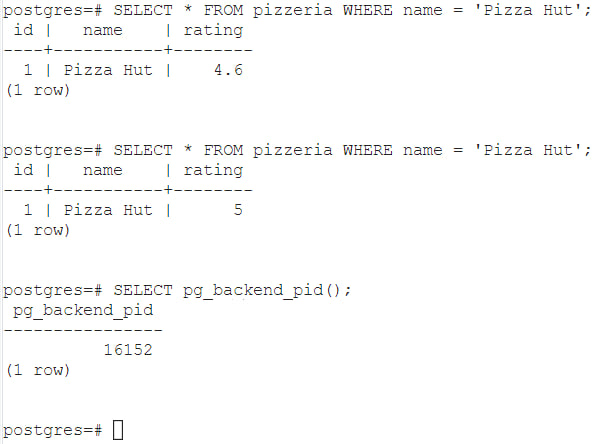 postgres=# SELECT * FROM pizzeria WHERE name = 'Pizza Hut';
 id |   name    | rating
----+-----------+--------
  1 | Pizza Hut |    4.6
(1 row)

postgres=# SELECT * FROM pizzeria WHERE name = 'Pizza Hut';
 id |   name    | rating
----+-----------+--------
  1 | Pizza Hut |      5
(1 row)

postgres=# SELECT pg_backend_pid();
 pg_backend_pid
----------------
          16152
(1 row)

postgres=#